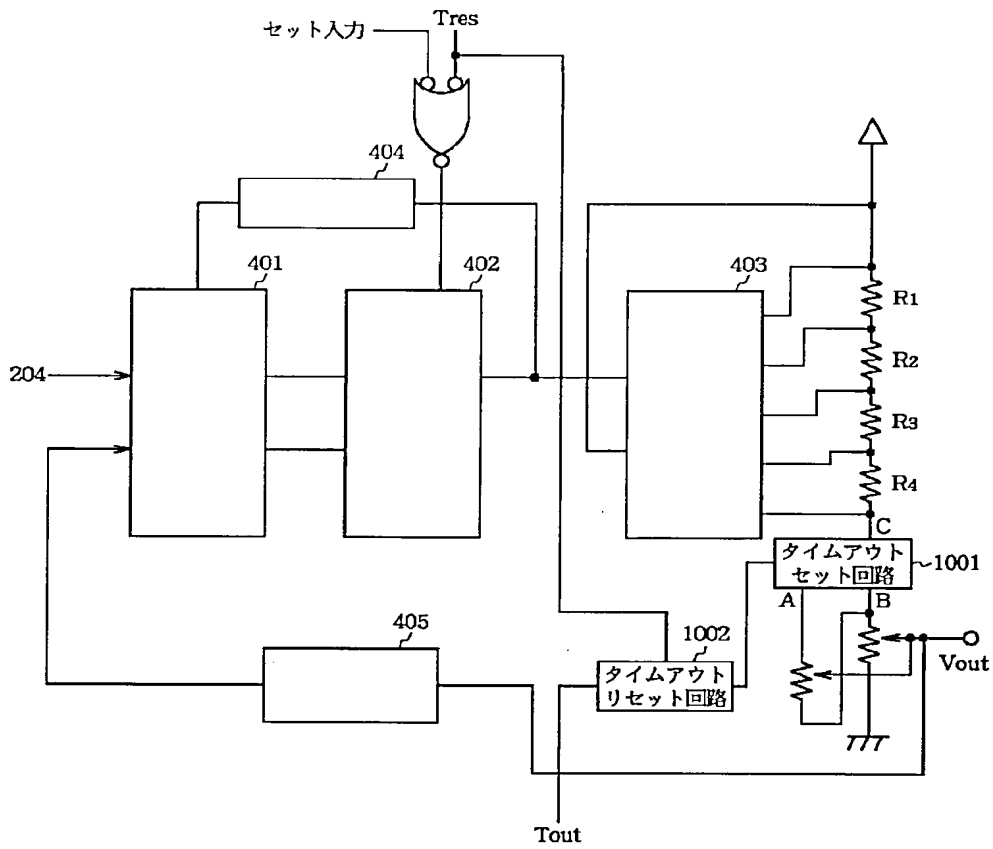 セット入力
Tres
404
401
402
403
204
R1
R2
R3
R4
C
タイムアウト
セット回路
1001
A
B
405
1002
タイムアウト
リセット回路
Vout
Tout